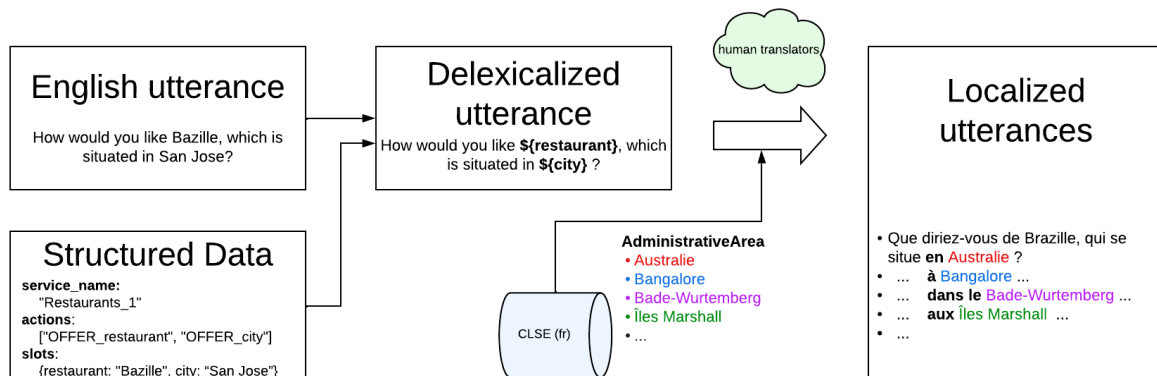 English utterance
How would you like Bazille, which is
situated in San Jose?
Structured Data
service_name:
"Restaurants_1"
actions:
["OFFER_restaurant", "OFFER_city"]
slots:
{restaurant: "Bazille", city: “San Jose”}
Delexicalized
utterance
How would you like ${restaurant}, which
is situated in ${city} ?
human translators
AdministrativeArea
• Australie
• Bangalore
• Bade-Wurtemberg
• Îles Marshall
• ...
CLSE (fr)
Localized
utterances
• Que diriez-vous de Brazille, qui se
situe en Australie ?
• ... à Bangalore ...
• ... dans le Bade-Wurtemberg ...
• ... aux Îles Marshall ...
• ...